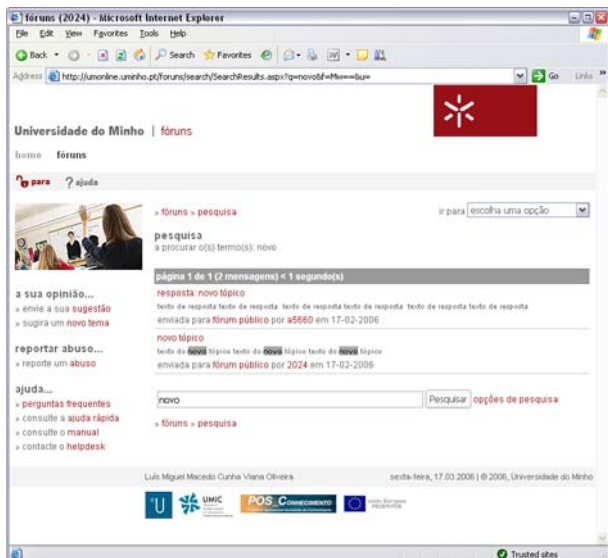 fóruns (2024) - Microsoft Internet Explorer
File Edit View Favorites Tools Help
Back Search Favorites
Address http://umonline.uminho.pt/foruns/search/SearchResults.aspx?q=novo&f=Mw==&u= Go Links
Universidade do Minho | fóruns
home fóruns
para ajuda
» fóruns » pesquisa ir para escolha uma opção
pesquisa
a procurar o(s) termo(s): novo
página 1 de 1 (2 mensagens) < 1 segundo(s)
resposta: novo tópico
texto de resposta texto de resposta texto de resposta texto de resposta texto de resposta texto de resposta
enviada para fórum público por a5660 em 17-02-2006
novo tópico
texto do novo tópico texto do novo tópico texto do novo tópico
enviada para fórum público por 2024 em 17-02-2006
novo Pesquisar opções de pesquisa
» fóruns » pesquisa
a sua opinião...
» envie a sua sugestão
» sugira um novo tema
reportar abuso...
» reporte um abuso
ajuda...
» perguntas frequentes
» consulte a ajuda rápida
» consulte o manual
» contacte o helpdesk
Luís Miguel Macedo Cunha Viana Oliveira sexta-feira, 17.03.2006 | © 2006, Universidade do Minho
U UMIC POS_Conhecimento
Trusted sites